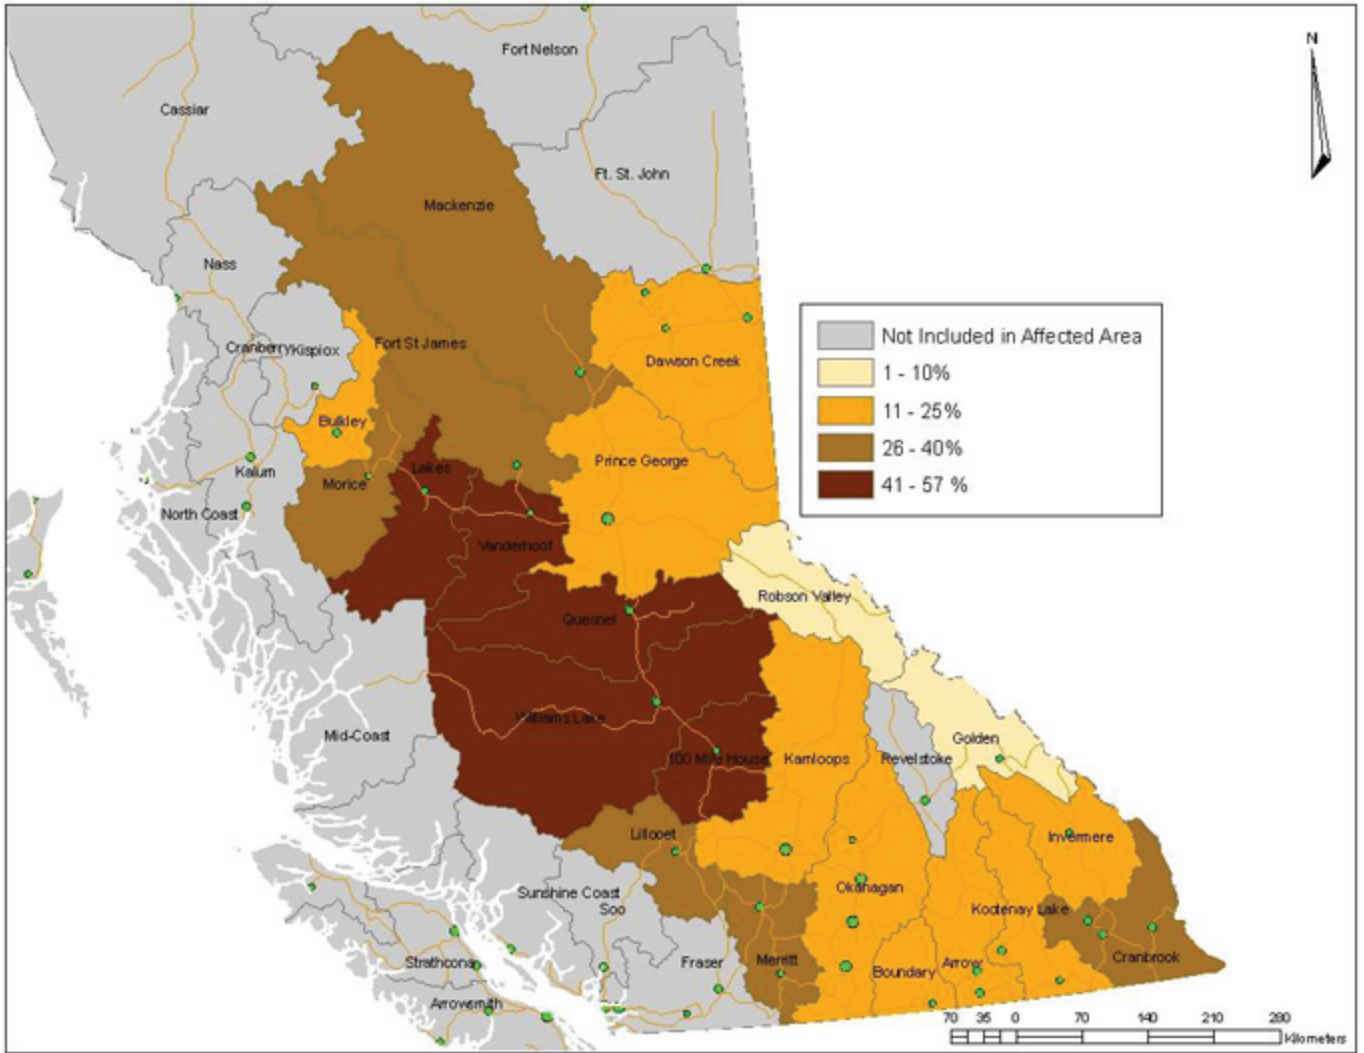 Fort Nelson
N
Cassiar
Ft. St. John
Mackenzie
Nass
Not Included in Affected Area
Cranberry Kispiox
Fort St James
Dawson Creek
1 - 10%
11 - 25%
Bulkley
26 - 40%
Prince George
Lakes
Kalum
Morice
41 - 57 %
North Coast
Vanderhoof
Robson Valley
Quesnel
Williams Lake
Mid-Coast
Golden
100 Mile House
Kamloops
Revelstoke
Lillooet
Invermere
Okanagan
Sunshine Coast
Soo
Kootenay Lake
Strathcona
Fraser
Merritt
Boundary
Arrow
Cranbrook
Arrowsmith
70 35 0 70 140 210 280
Kilometers